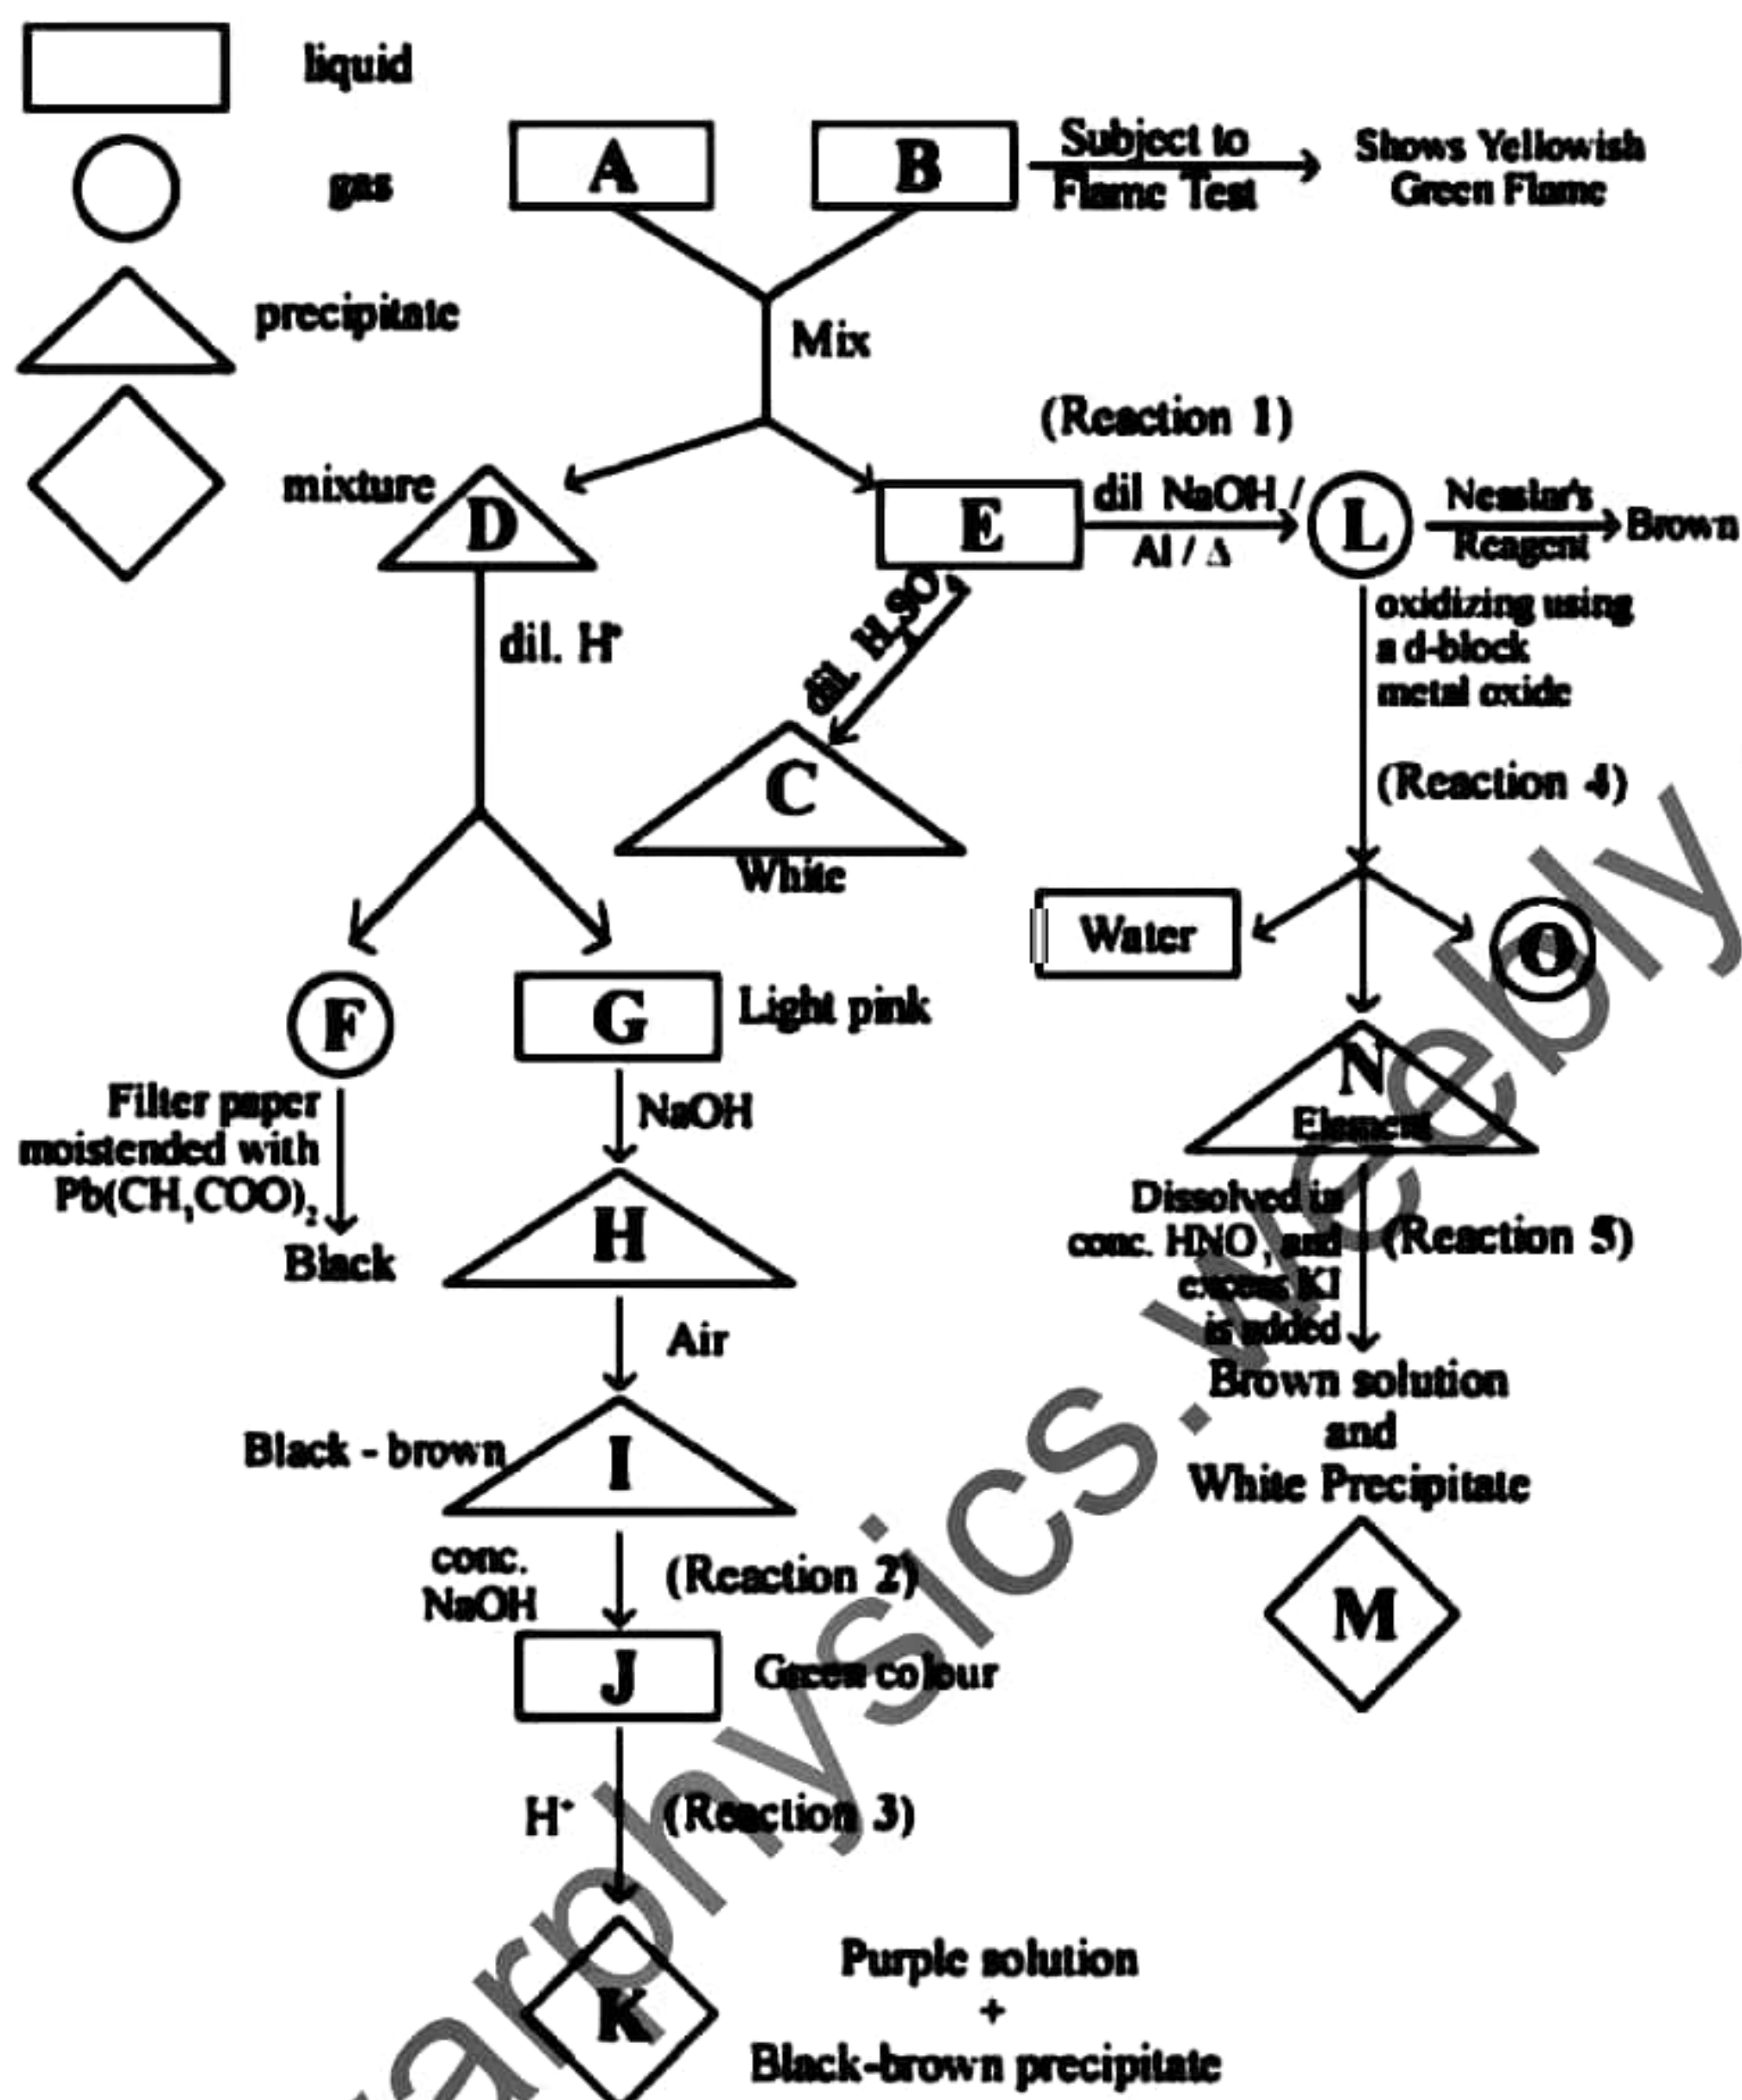 liquid
gas
precipitate
mixture
A
B
Subject to
Flame Test
Shows Yellowish
Green Flame
Mix
(Reaction 1)
D
E
dil NaOH /
Al / Δ
L
Nesslar's
Reagent
Brown
dil. H⁺
dil. H₂SO₄
oxidizing using
a d-block
metal oxide
(Reaction 4)
C
White
Water
O
F
G
Light pink
N
Element
Filter paper
moistended with
Pb(CH₃COO)₂
Black
NaOH
H
Dissolved in
conc. HNO₃ and
excess KI
is added
(Reaction 5)
Air
Brown solution
and
White Precipitate
Black - brown
I
M
conc.
NaOH
(Reaction 2)
J
Green colour
H⁺
(Reaction 3)
K
Purple solution
+
Black-brown precipitate
arphysics.weebly